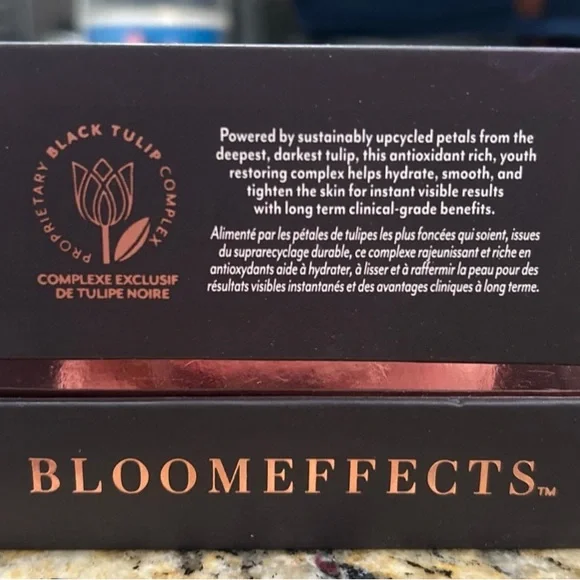 PROPRIETARY BLACK TULIP COMPLEX
COMPLEXE EXCLUSIF
DE TULIPE NOIRE
Powered by sustainably upcycled petals from the
deepest, darkest tulip, this antioxidant rich, youth
restoring complex helps hydrate, smooth, and
tighten the skin for instant visible results
with long term clinical-grade benefits.
Alimenté par les pétales de tulipes les plus foncées qui soient, issues
du suprarecyclage durable, ce complexe rajeunissant et riche en
antioxydants aide à hydrater, à lisser et à raffermir la peau pour des
résultats visibles instantanés et des avantages cliniques à long terme.
BLOOMEFFECTS™